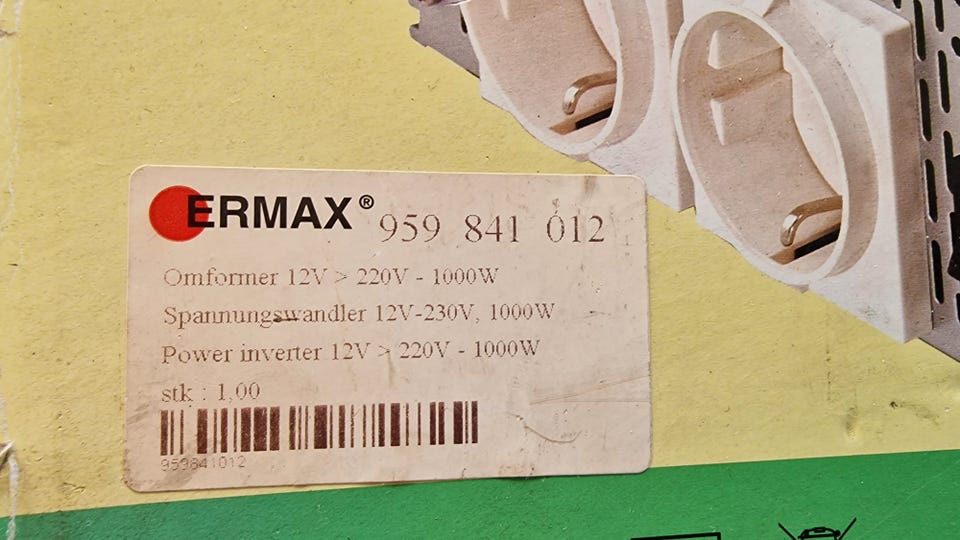 ERMAX® 959 841 012
Omformer 12V > 220V - 1000W
Spannungswandler 12V-230V, 1000W
Power inverter 12V > 220V - 1000W
stk : 1,00
959841012